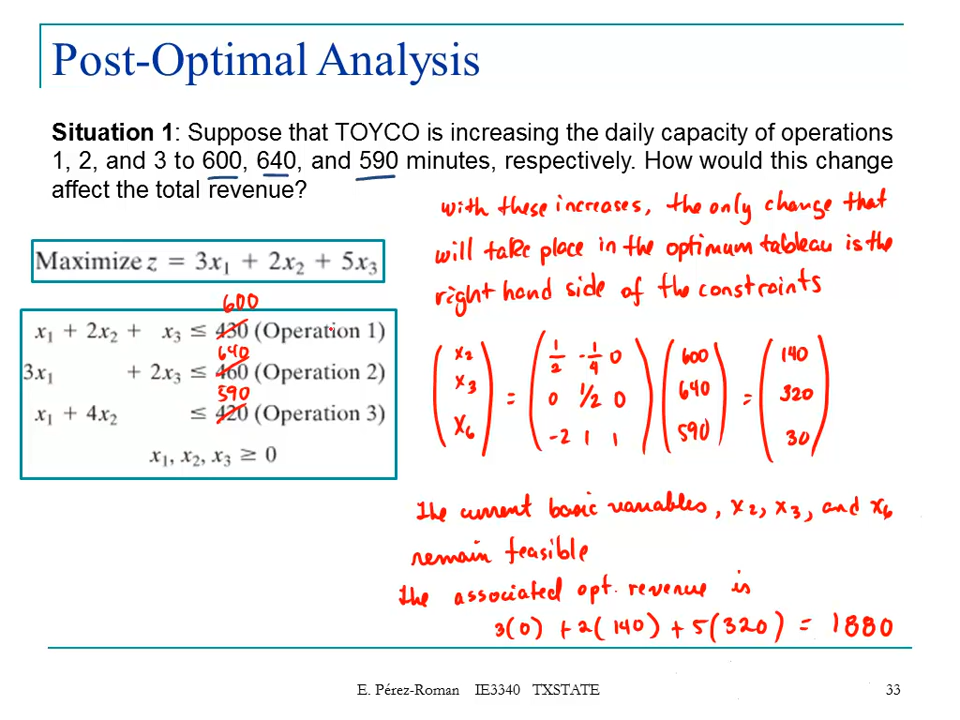 Post-Optimal Analysis
Situation 1: Suppose that TOYCO is increasing the daily capacity of operations
1, 2, and 3 to 600, 640, and 590 minutes, respectively. How would this change
affect the total revenue?
with these increases, the only change that
will take place in the optimum tableau is the
right hand side of the constraints
Maximize z = 3x₁ + 2x₂ + 5x₃
600
x₁ + 2x₂ + x₃ ≤ 430 (Operation 1)
640
3x₁ + 2x₃ ≤ 460 (Operation 2)
590
x₁ + 4x₂ ≤ 420 (Operation 3)
x₁, x₂, x₃ ≥ 0
x₂ 1/2 -1/4 0 600 140
x₃ = 0 1/2 0 640 = 320
x₆ -2 1 1 590 30
The current basic variables, x₂, x₃, and x₆
remain feasible
The associated opt. revenue is
3(0) + 2(140) + 5(320) = 1880
E. Pérez-Roman IE3340 TXSTATE
33